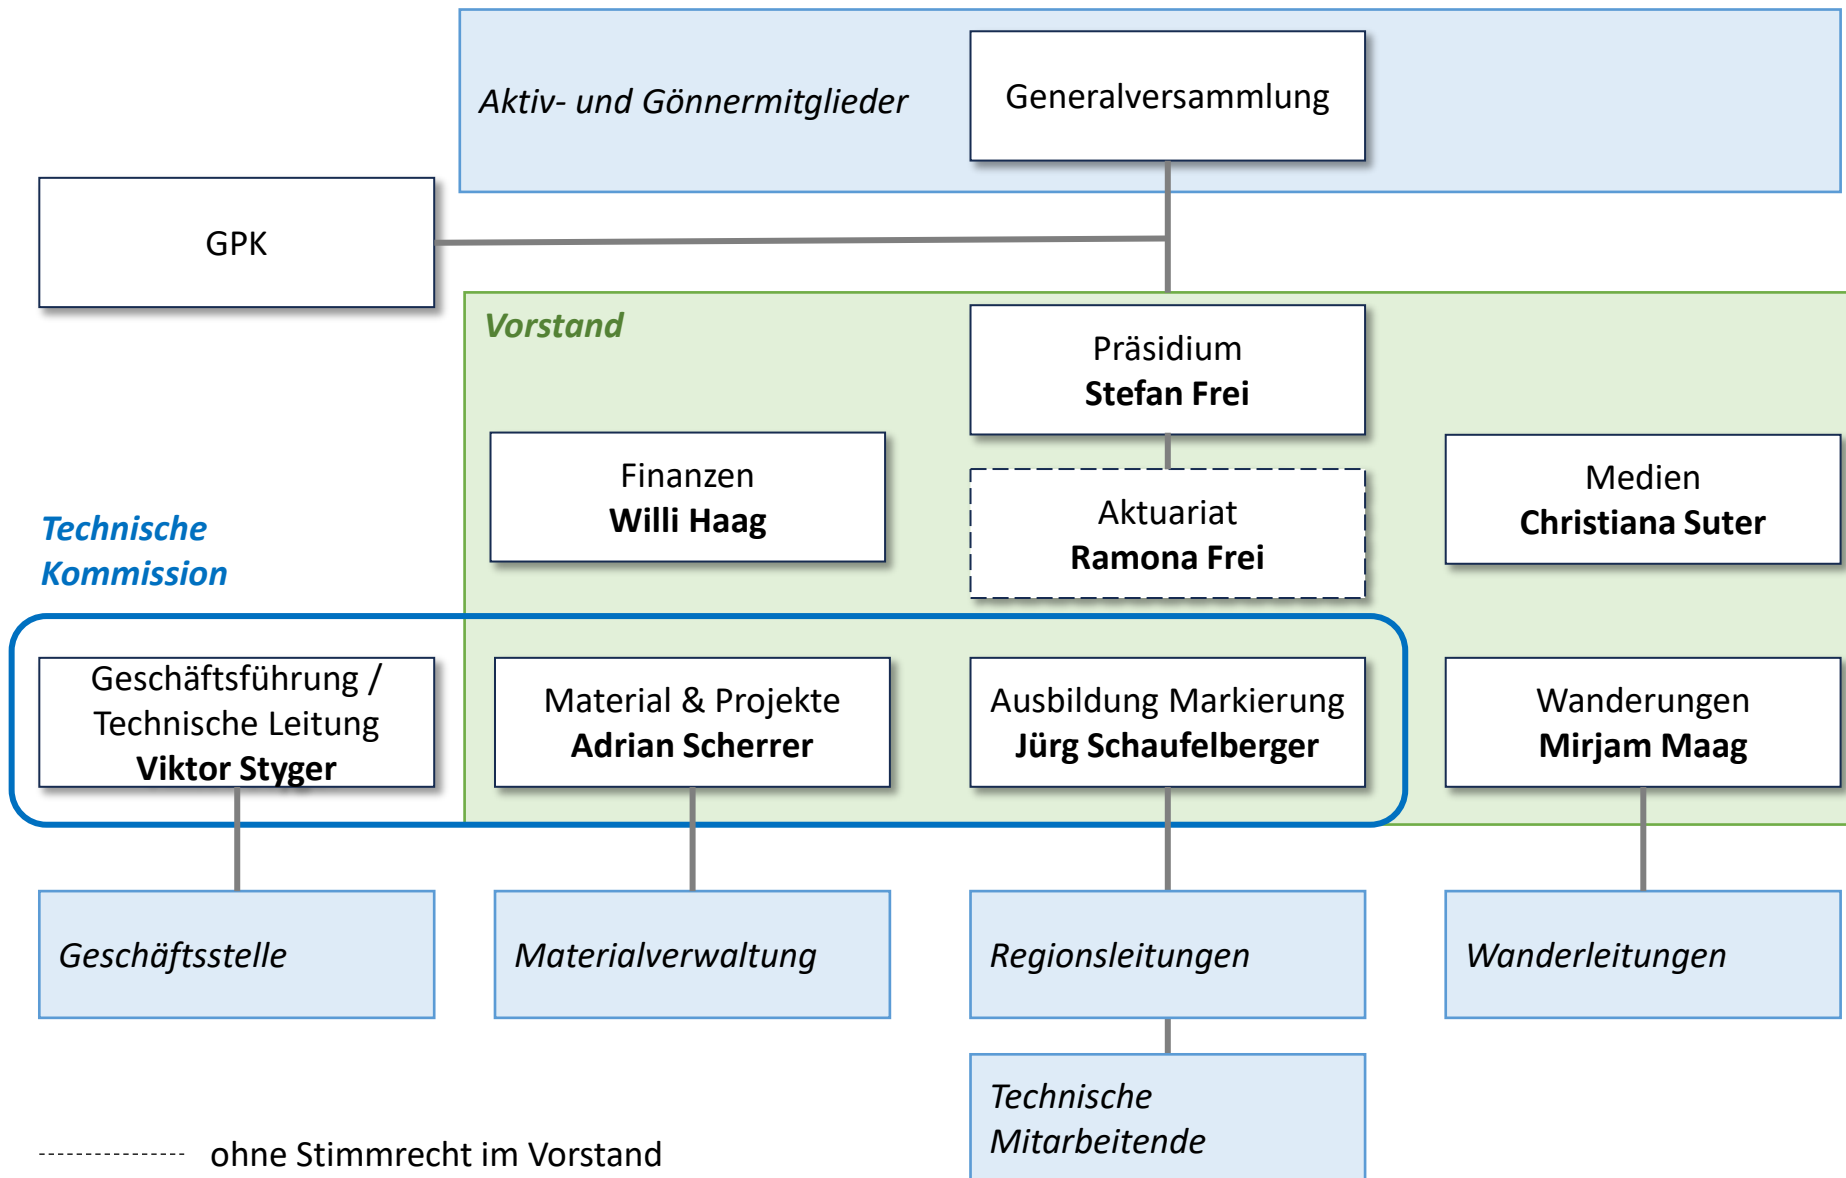 Aktiv- und Gönnermitglieder
Generalversammlung
GPK
Vorstand
Präsidium
Stefan Frei
Finanzen
Willi Haag
Aktuariat
Ramona Frei
Medien
Christiana Suter
Technische
Kommission
Geschäftsführung /
Technische Leitung
Viktor Styger
Material & Projekte
Adrian Scherrer
Ausbildung Markierung
Jürg Schaufelberger
Wanderungen
Mirjam Maag
Geschäftsstelle
Materialverwaltung
Regionsleitungen
Wanderleitungen
Technische
Mitarbeitende
ohne Stimmrecht im Vorstand